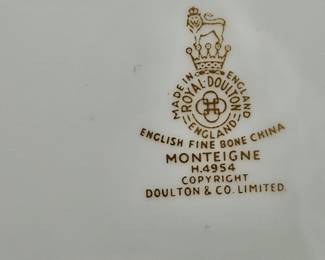 MADE IN ENGLAND
ROYAL·DOULTON
ENGLAND
ENGLISH FINE BONE CHINA
MONTEIGNE
H.4954
COPYRIGHT
DOULTON & CO. LIMITED.